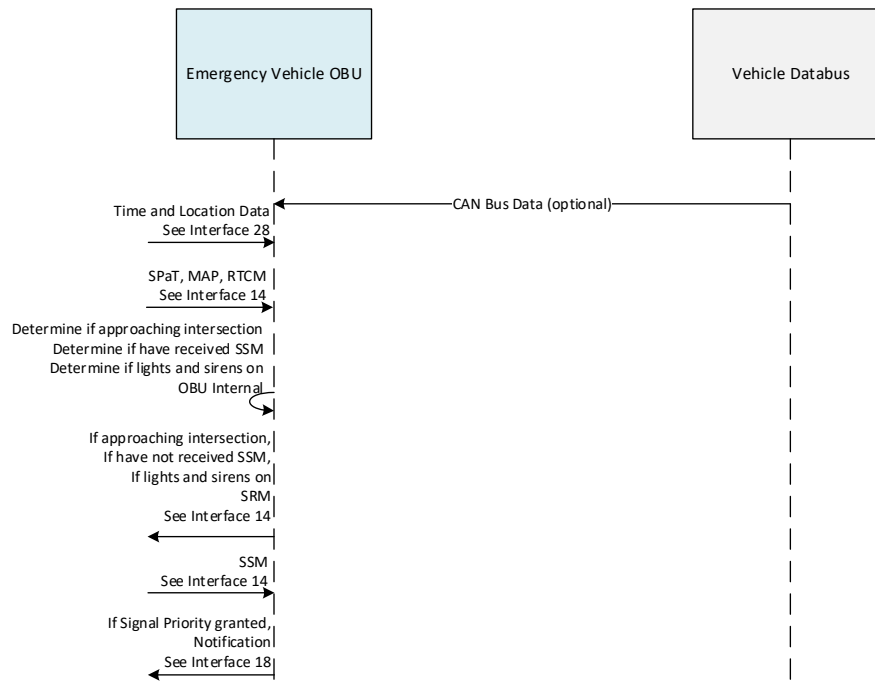 Emergency Vehicle OBU
Vehicle Databus
CAN Bus Data (optional)
Time and Location Data
See Interface 28
SPaT, MAP, RTCM
See Interface 14
Determine if approaching intersection
Determine if have received SSM
Determine if lights and sirens on
OBU Internal
If approaching intersection,
If have not received SSM,
If lights and sirens on
SRM
See Interface 14
SSM
See Interface 14
If Signal Priority granted,
Notification
See Interface 18